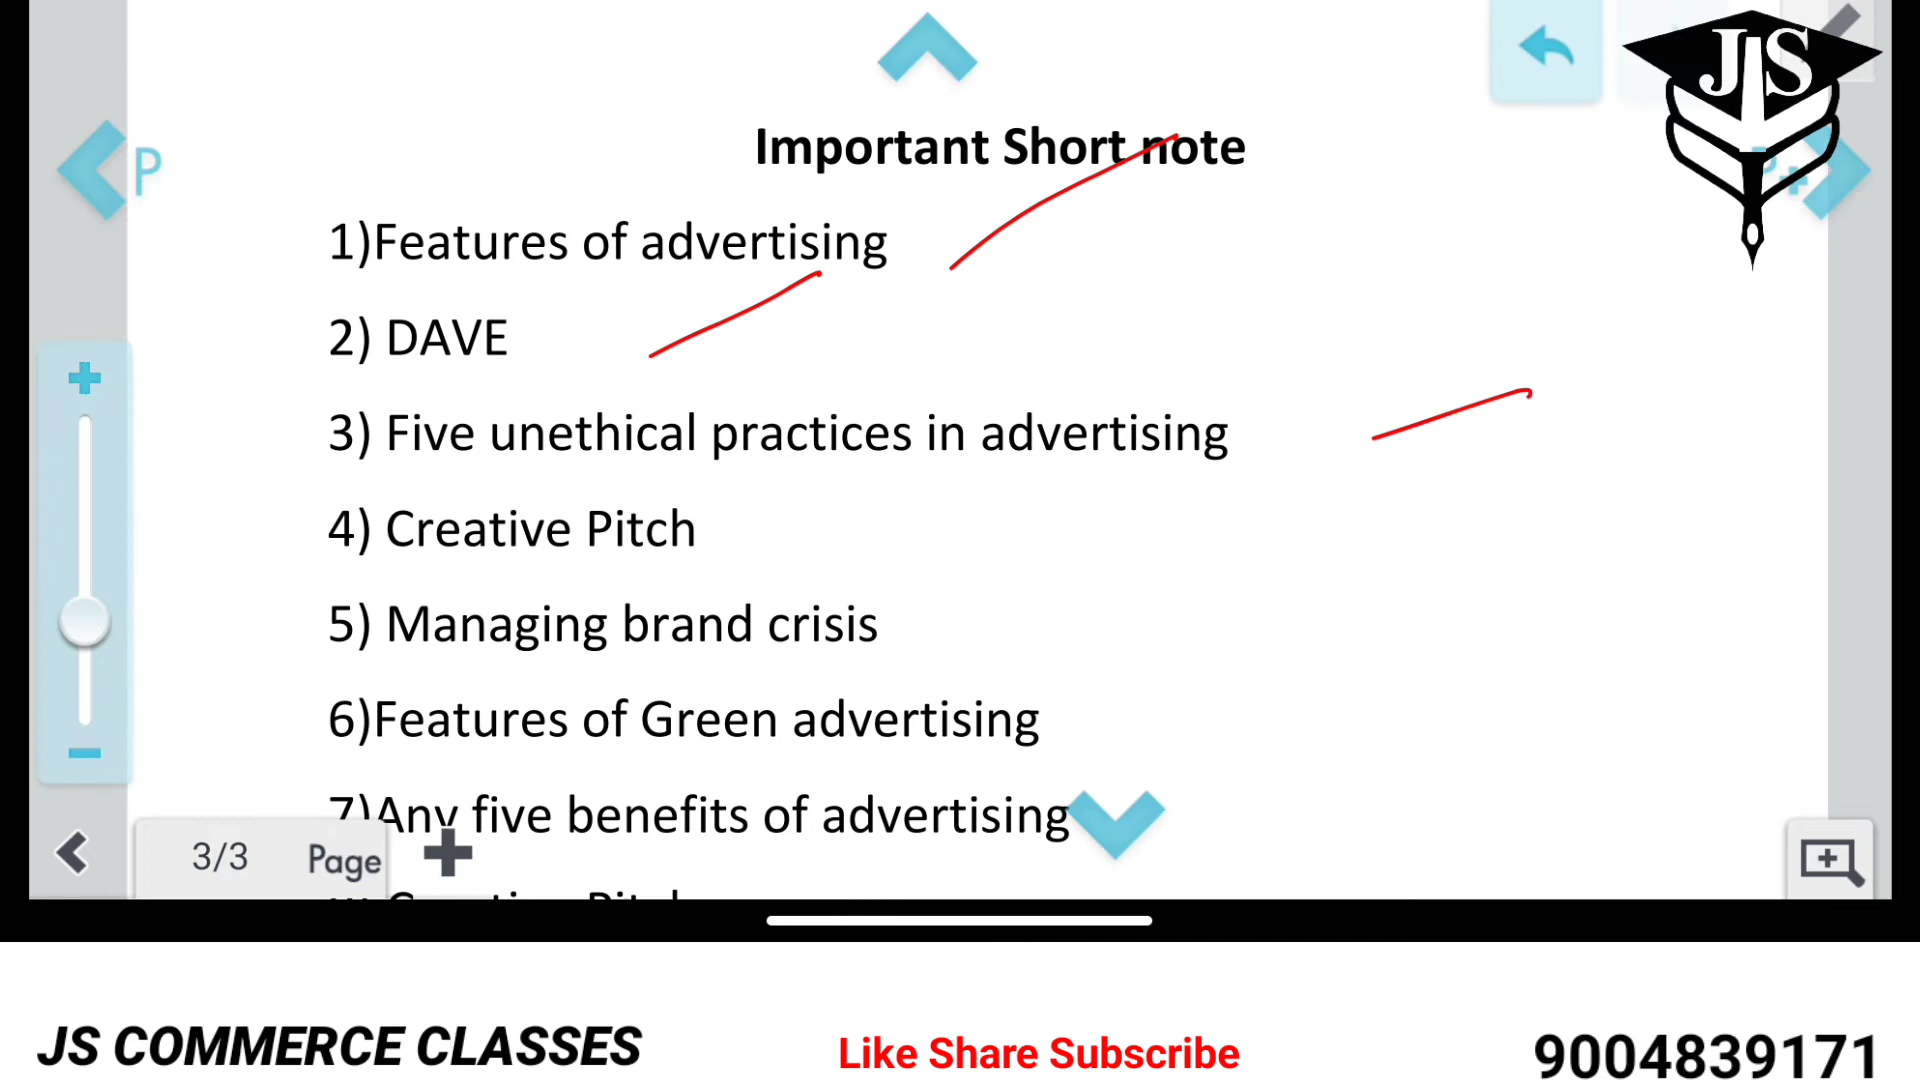 JS
Important Short note
P
P+
1)Features of advertising
2) DAVE
3) Five unethical practices in advertising
4) Creative Pitch
5) Managing brand crisis
6)Features of Green advertising
7)Any five benefits of advertising
3/3 Page
Creative Pitch
JS COMMERCE CLASSES
Like Share Subscribe
9004839171